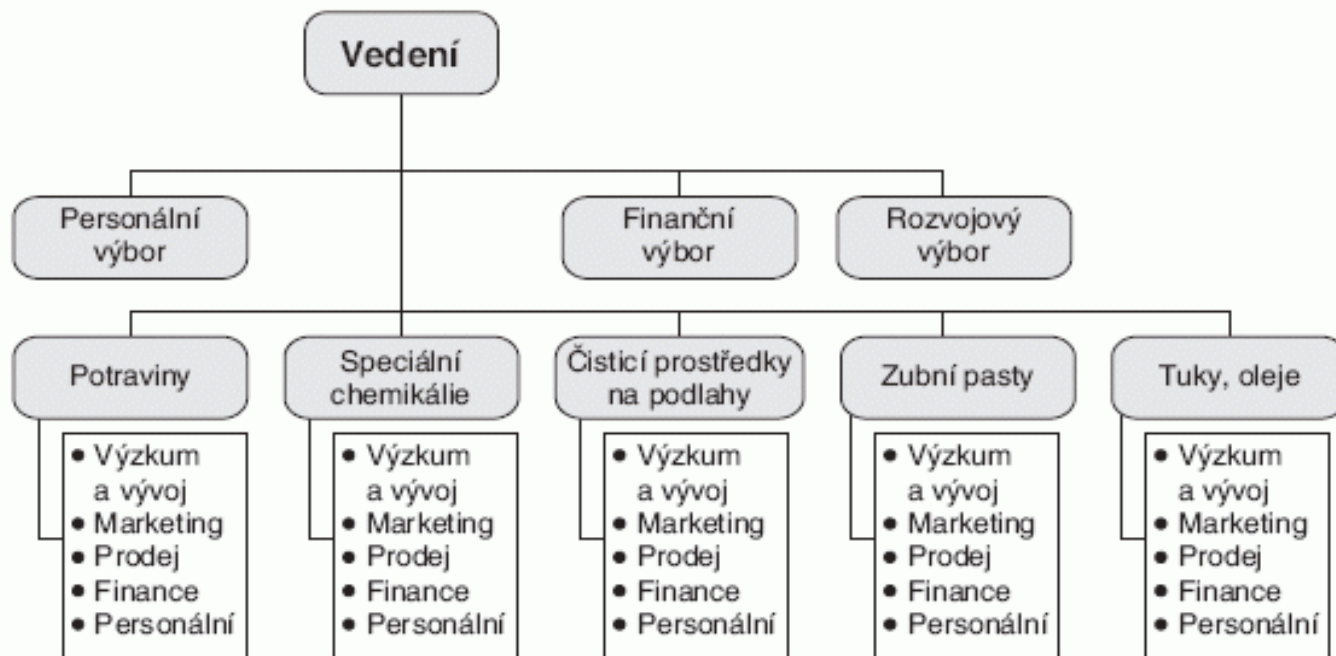 Vedení
Personální
výbor
Finanční
výbor
Rozvojový
výbor
Potraviny
Speciální
chemikálie
Čisticí prostředky
na podlahy
Zubní pasty
Tuky, oleje
• Výzkum
a vývoj
• Marketing
• Prodej
• Finance
• Personální
• Výzkum
a vývoj
• Marketing
• Prodej
• Finance
• Personální
• Výzkum
a vývoj
• Marketing
• Prodej
• Finance
• Personální
• Výzkum
a vývoj
• Marketing
• Prodej
• Finance
• Personální
• Výzkum
a vývoj
• Marketing
• Prodej
• Finance
• Personální